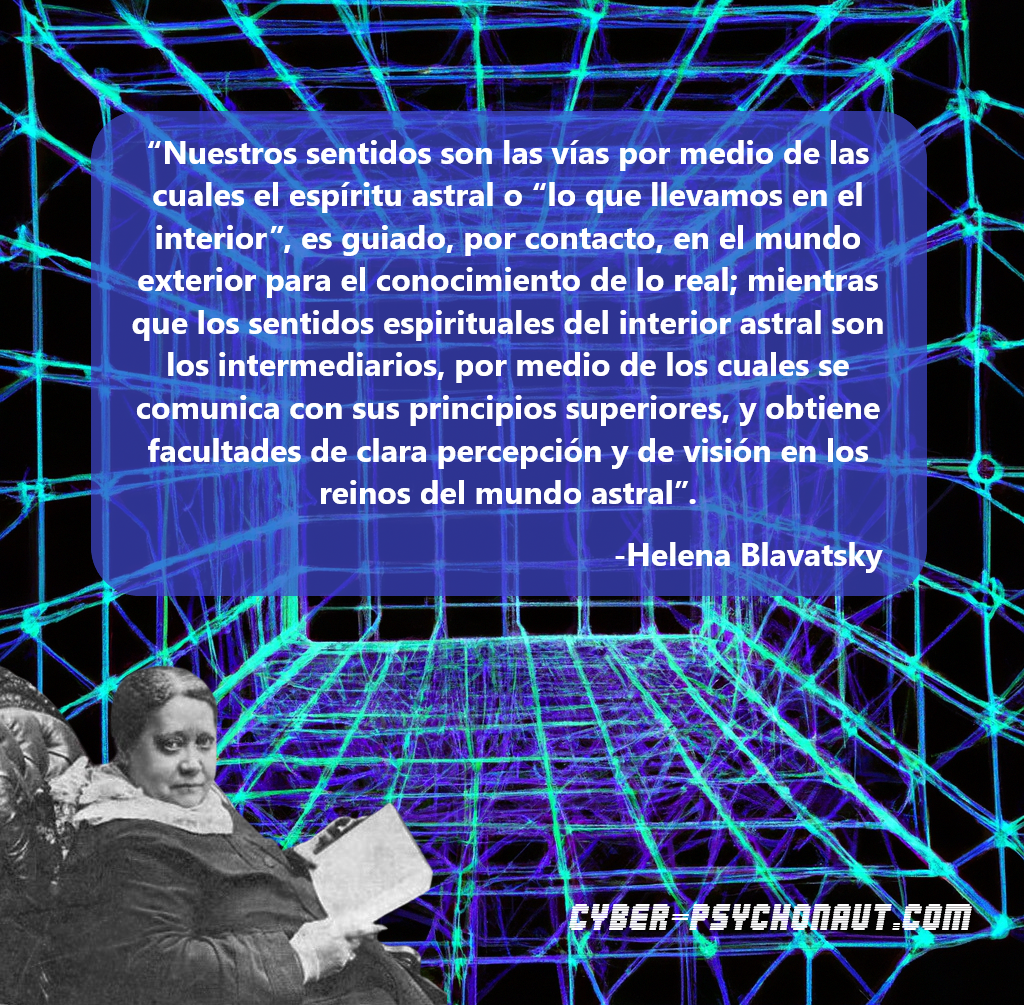 “Nuestros sentidos son las vías por medio de las
cuales el espíritu astral o “lo que llevamos en el
interior”, es guiado, por contacto, en el mundo
exterior para el conocimiento de lo real; mientras
que los sentidos espirituales del interior astral son
los intermediarios, por medio de los cuales se
comunica con sus principios superiores, y obtiene
facultades de clara percepción y de visión en los
reinos del mundo astral”.
-Helena Blavatsky
CYBER-PSYCHONAUT.COM